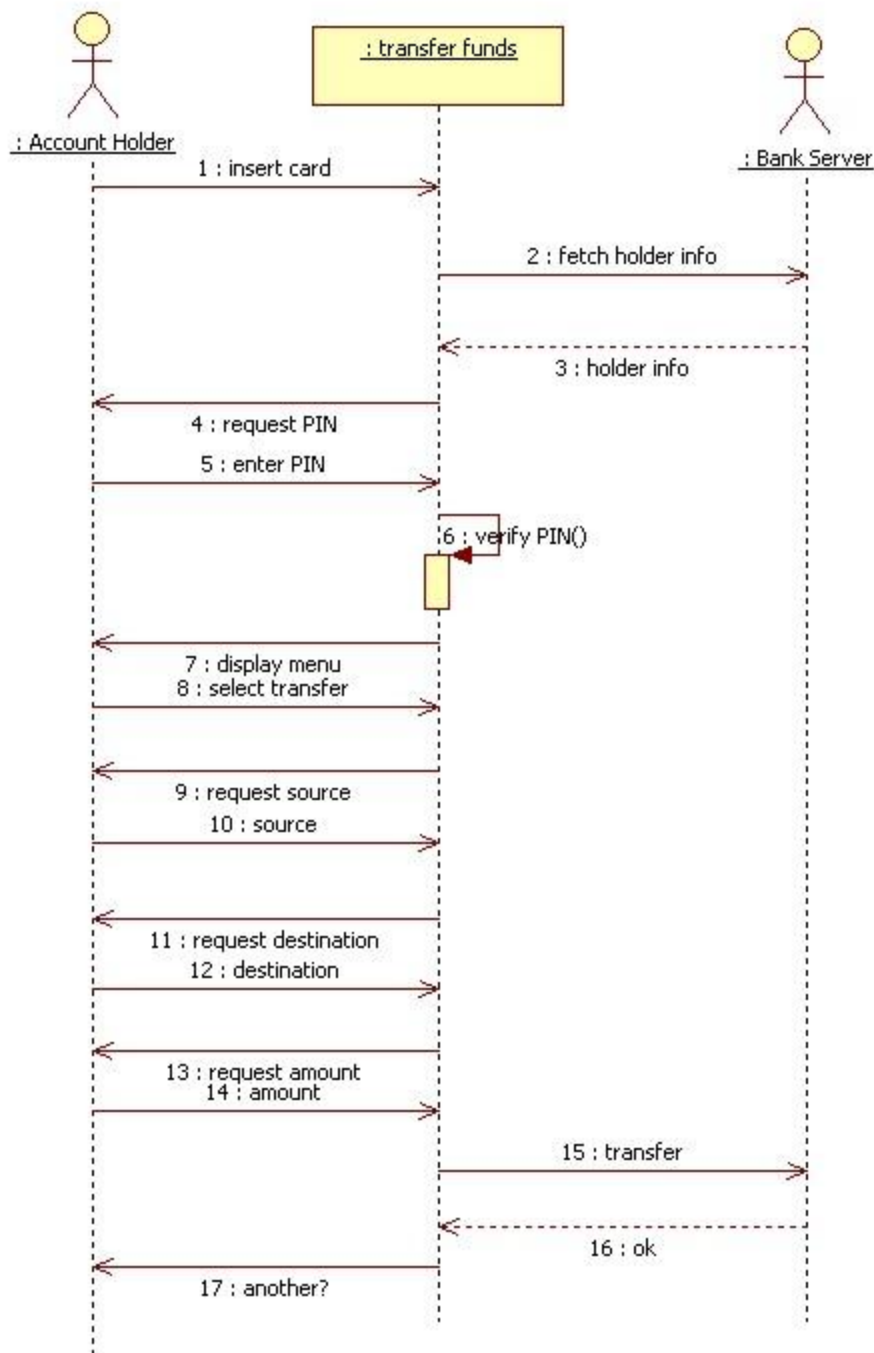 : transfer funds
: Account Holder
: Bank Server
1 : insert card
2 : fetch holder info
3 : holder info
4 : request PIN
5 : enter PIN
6 : verify PIN()
7 : display menu
8 : select transfer
9 : request source
10 : source
11 : request destination
12 : destination
13 : request amount
14 : amount
15 : transfer
16 : ok
17 : another?